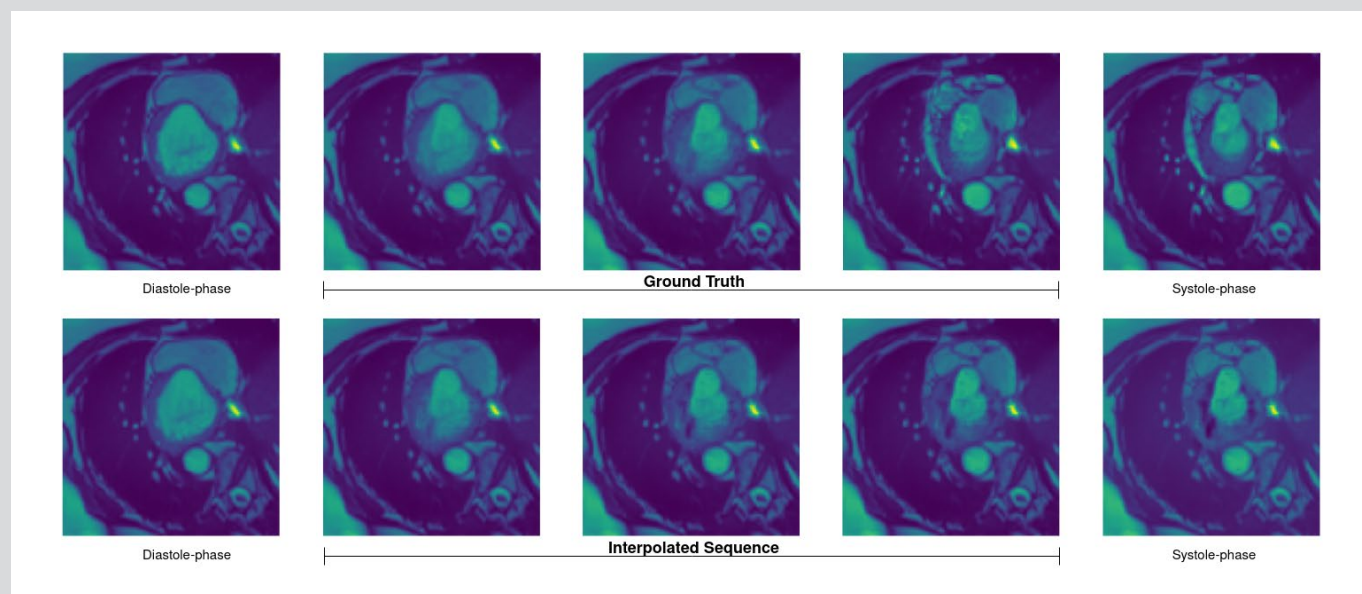 Diastole-phase
Ground Truth
Systole-phase
Diastole-phase
Interpolated Sequence
Systole-phase